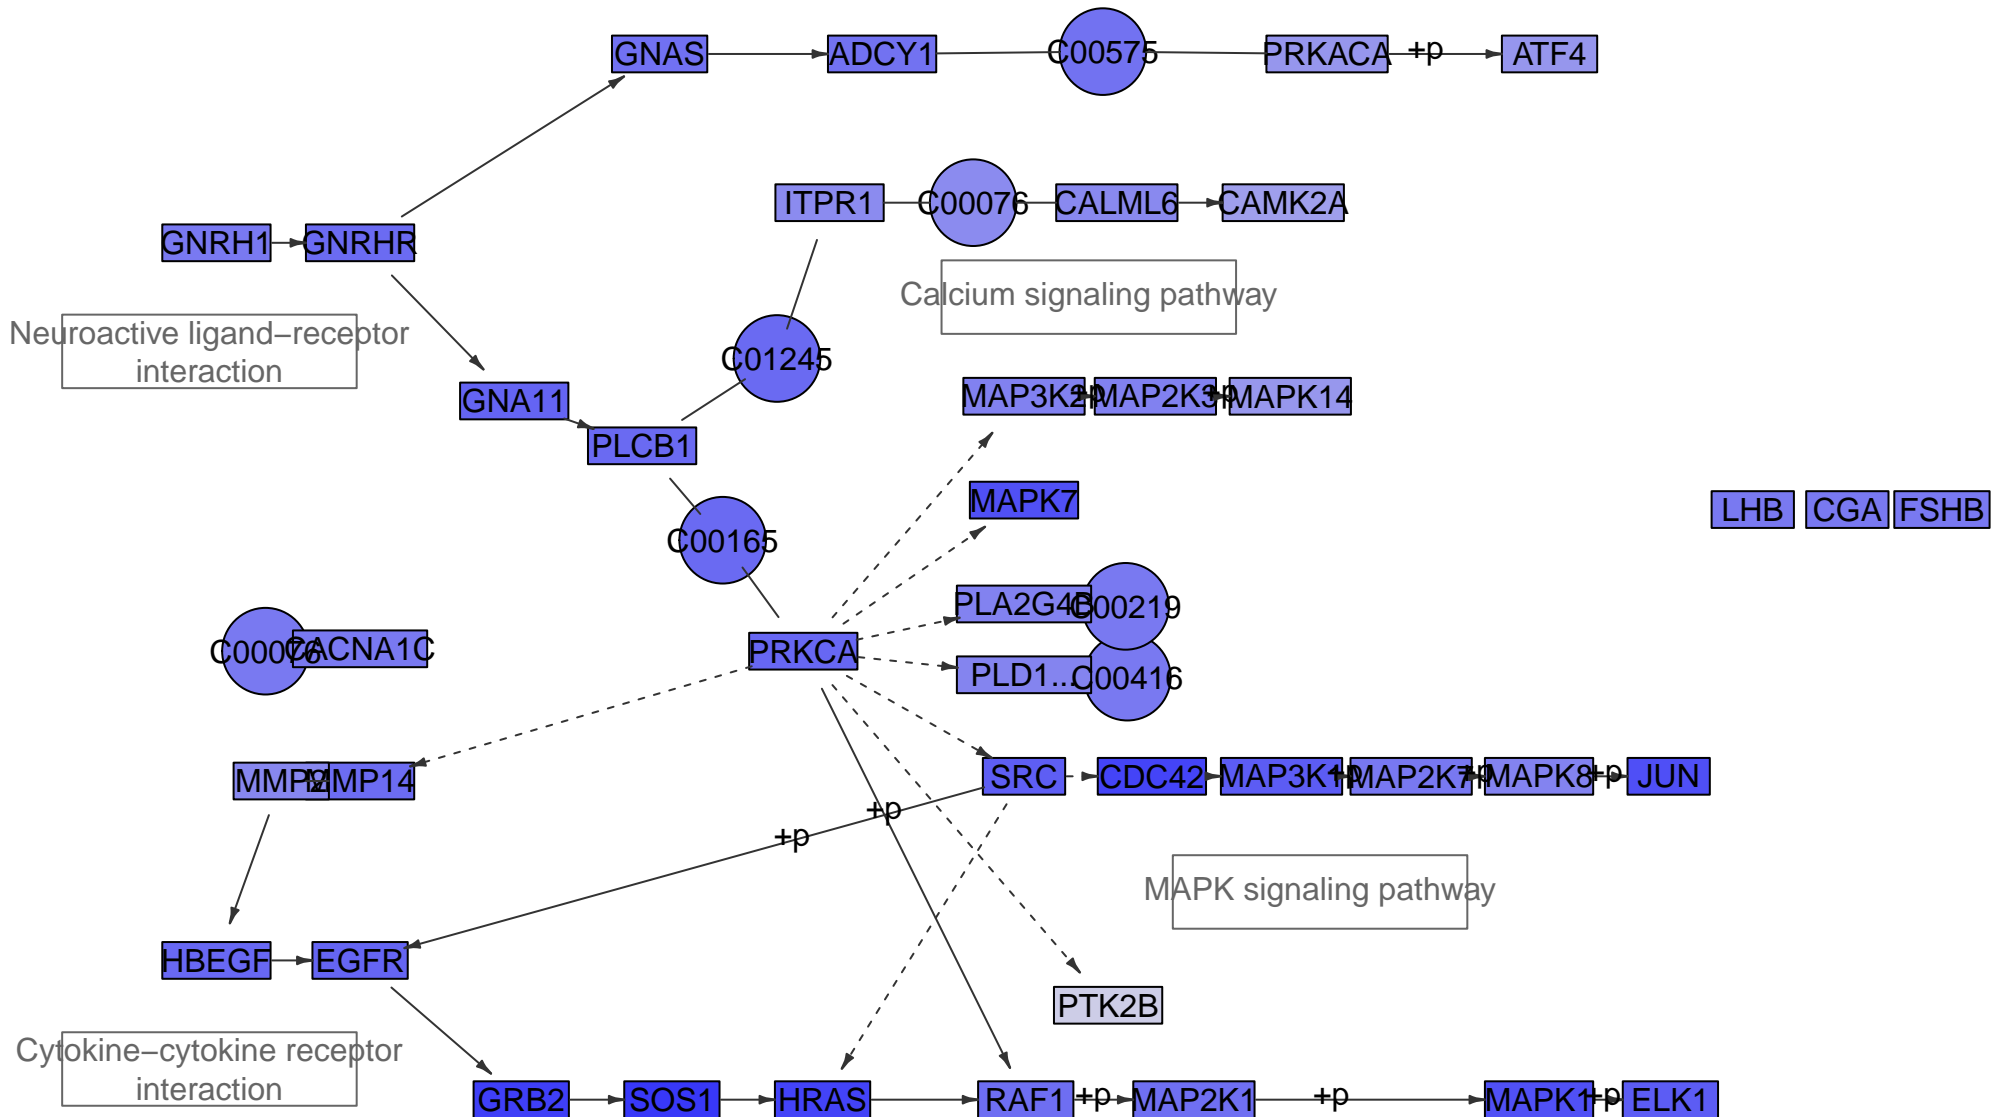 GNAS
ADCY1
C00575
PRKACA
+p
ATF4
ITPR1
C00076
CALML6
CAMK2A
GNRH1
GNRHR
Calcium signaling pathway
Neuroactive ligand–receptor
interaction
C01245
GNA11
PLCB1
MAP3K2
+p
MAP2K3
+p
MAPK14
MAPK7
LHB
CGA
FSHB
C00165
PLA2G4B
C00219
C00076
CACNA1C
PRKCA
PLD1...
C00416
MMP2
MMP14
SRC
CDC42
MAP3K1
+p
MAP2K7
+p
MAPK8
+p
JUN
+p
+p
MAPK signaling pathway
HBEGF
EGFR
PTK2B
Cytokine–cytokine receptor
interaction
GRB2
SOS1
HRAS
RAF1
+p
MAP2K1
+p
MAPK1
+p
ELK1